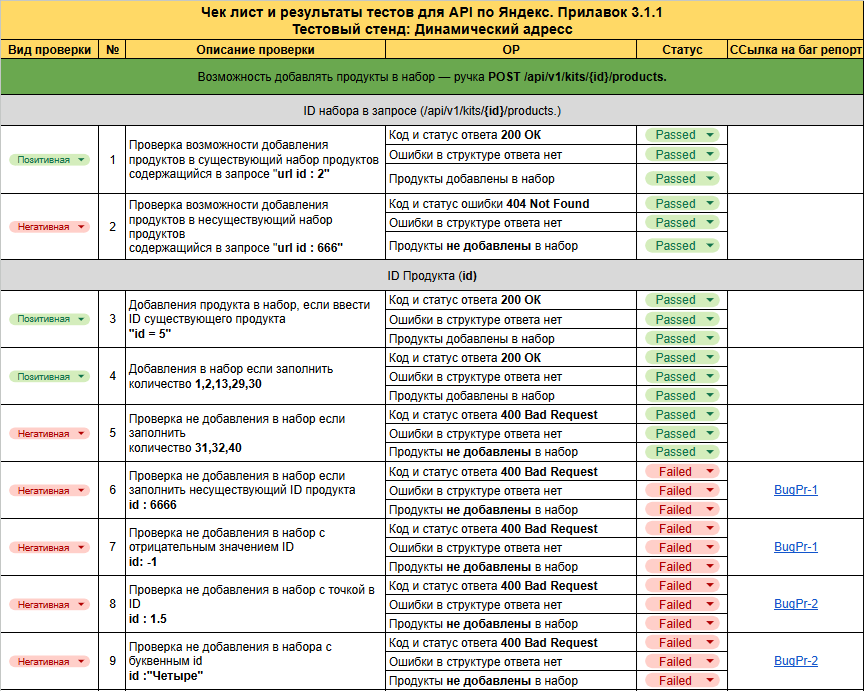 Чек лист и результаты тестов для API по Яндекс. Прилавок 3.1.1
Тестовый стенд: Динамический адресс
Вид проверки № Описание проверки ОР Статус ССылка на баг репорт
Возможность добавлять продукты в набор — ручка POST /api/v1/kits/{id}/products.
ID набора в запросе (/api/v1/kits/{id}/products.)
Позитивная 1
Проверка возможности добавления
продуктов в существующий набор продуктов
содержащийся в запросе "url id : 2"
Код и статус ответа 200 ОК Passed
Ошибки в структуре ответа нет Passed
Продукты добавлены в набор Passed
Негативная 2
Проверка возможности добавления
продуктов в несуществующий набор
продуктов
содержащийся в запросе "url id : 666"
Код и статус ошибки 404 Not Found Passed
Ошибки в структуре ответа нет Passed
Продукты не добавлены в набор Passed
ID Продукта (id)
Позитивная 3
Добавления продукта в набор, если ввести
ID существующего продукта
"id = 5"
Код и статус ответа 200 ОК Passed
Ошибки в структуре ответа нет Passed
Продукты добавлены в набор Passed
Позитивная 4
Добавления в набор если заполнить
количество 1,2,13,29,30
Код и статус ответа 200 ОК Passed
Ошибки в структуре ответа нет Passed
Продукты добавлены в набор Passed
Негативная 5
Проверка не добавления в набор если
заполнить
количество 31,32,40
Код и статус ответа 400 Bad Request Passed
Ошибки в структуре ответа нет Passed
Продукты не добавлены в набор Passed
Негативная 6
Проверка не добавления в набор если
заполнить несуществующий ID продукта
id : 6666
Код и статус ответа 400 Bad Request Failed
Ошибки в структуре ответа нет Failed
Продукты не добавлены в набор Failed
BugPr-1
Негативная 7
Проверка не добавления в набор с
отрицательным значением ID
id: -1
Код и статус ответа 400 Bad Request Failed
Ошибки в структуре ответа нет Failed
Продукты не добавлены в набор Failed
BugPr-1
Негативная 8
Проверка не добавления в набор с точкой в
ID
id : 1.5
Код и статус ответа 400 Bad Request Failed
Ошибки в структуре ответа нет Failed
Продукты не добавлены в набор Failed
BugPr-2
Негативная 9
Проверка не добавления в набора с
буквенным id
id :"Четыре"
Код и статус ответа 400 Bad Request Failed
Ошибки в структуре ответа нет Failed
Продукты не добавлены в набор Failed
BugPr-2